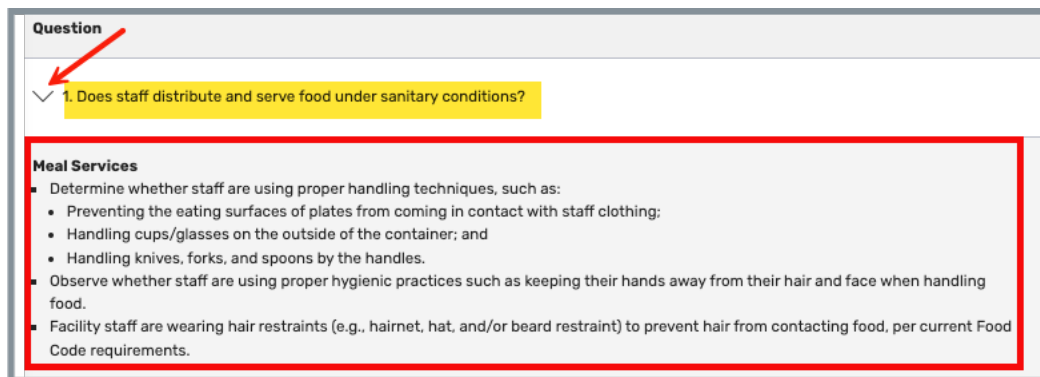 Question
1. Does staff distribute and serve food under sanitary conditions?
Meal Services
▪ Determine whether staff are using proper handling techniques, such as:
• Preventing the eating surfaces of plates from coming in contact with staff clothing;
• Handling cups/glasses on the outside of the container; and
• Handling knives, forks, and spoons by the handles.
▪ Observe whether staff are using proper hygienic practices such as keeping their hands away from their hair and face when handling
food.
▪ Facility staff are wearing hair restraints (e.g., hairnet, hat, and/or beard restraint) to prevent hair from contacting food, per current Food
Code requirements.